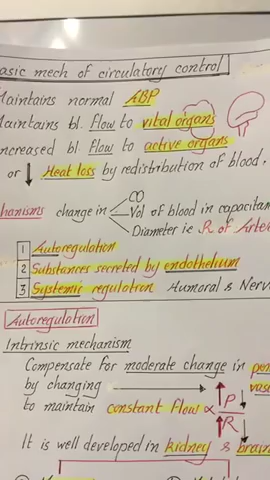 asic mech of circulatory control
Maintains normal ABP
Maintains bl. flow to vital organs
ncreased bl. flow to active organs
or ↓ Heat loss by redistribution of blood,
hanisms change in CO
Vol of blood in capacitan
Diameter ie R of Arter
1 Autoregulation
2 Substances secreted by endothelium
3 Systemic regulation Humoral & Nerv
Autoregulation
Intrinsic mechanism
Compensate for moderate change in per
by changing → ↑ P vas
to maintain constant flow ∝ ↑ R ↓
It is well developed in kidney & brain